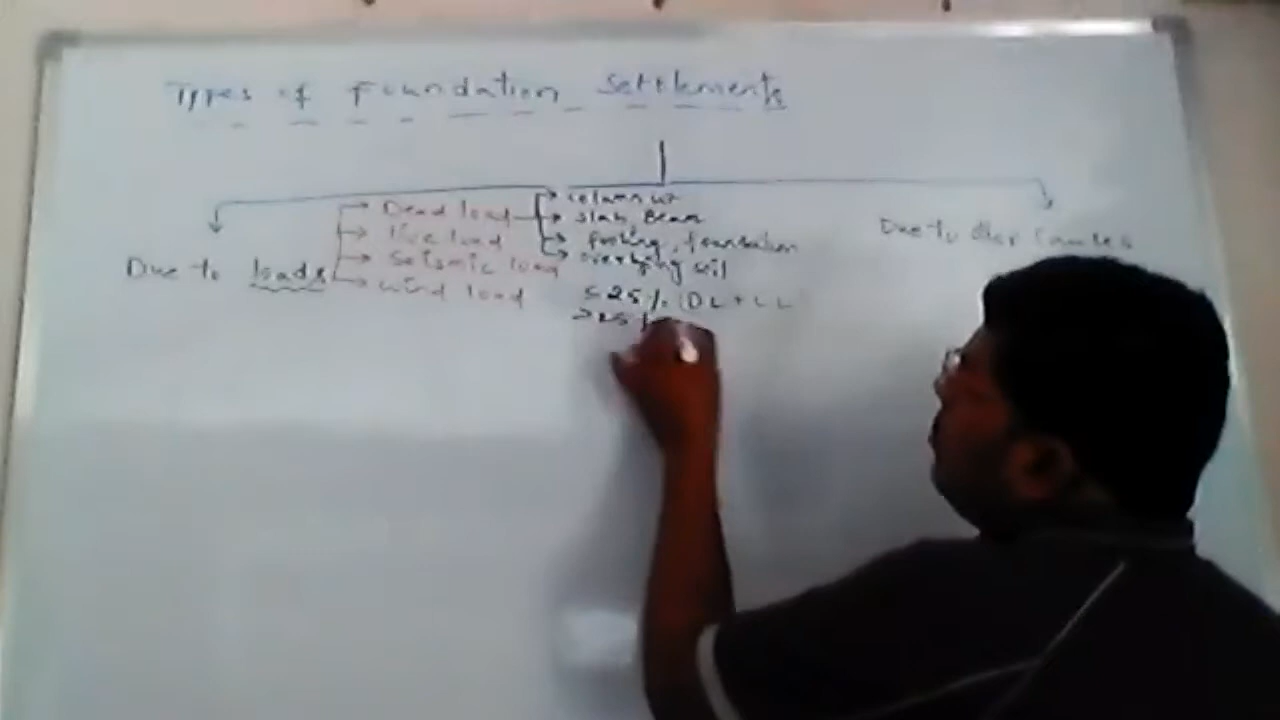 Types of Foundation Settlements
column wt
Dead load
slab, Beam
live load
footing, foundation
Due to other Causes
Seismic load
overlying soil
Due to loads
wind load
≤ 25% (DL + LL
>25%